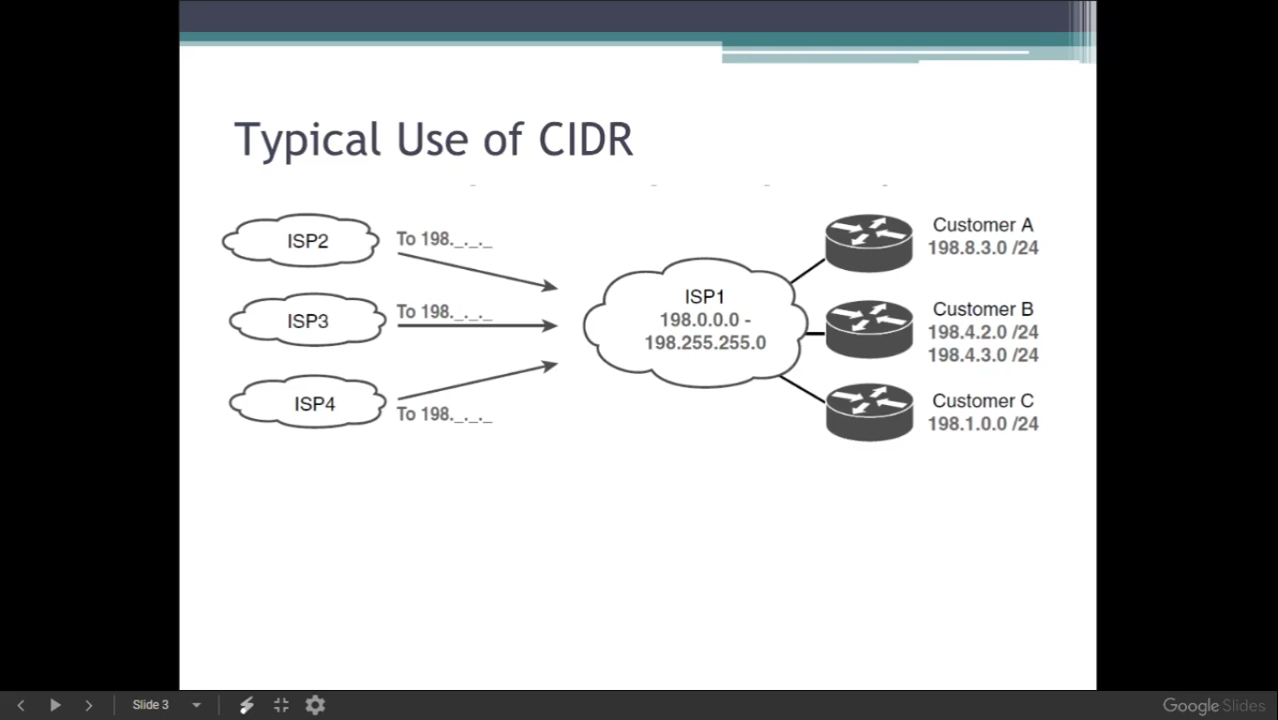 Typical Use of CIDR
ISP2
To 198._._._
ISP3
To 198._._._
ISP4
To 198._._._
ISP1
198.0.0.0 -
198.255.255.0
Customer A
198.8.3.0 /24
Customer B
198.4.2.0 /24
198.4.3.0 /24
Customer C
198.1.0.0 /24
Slide 3
Google Slides